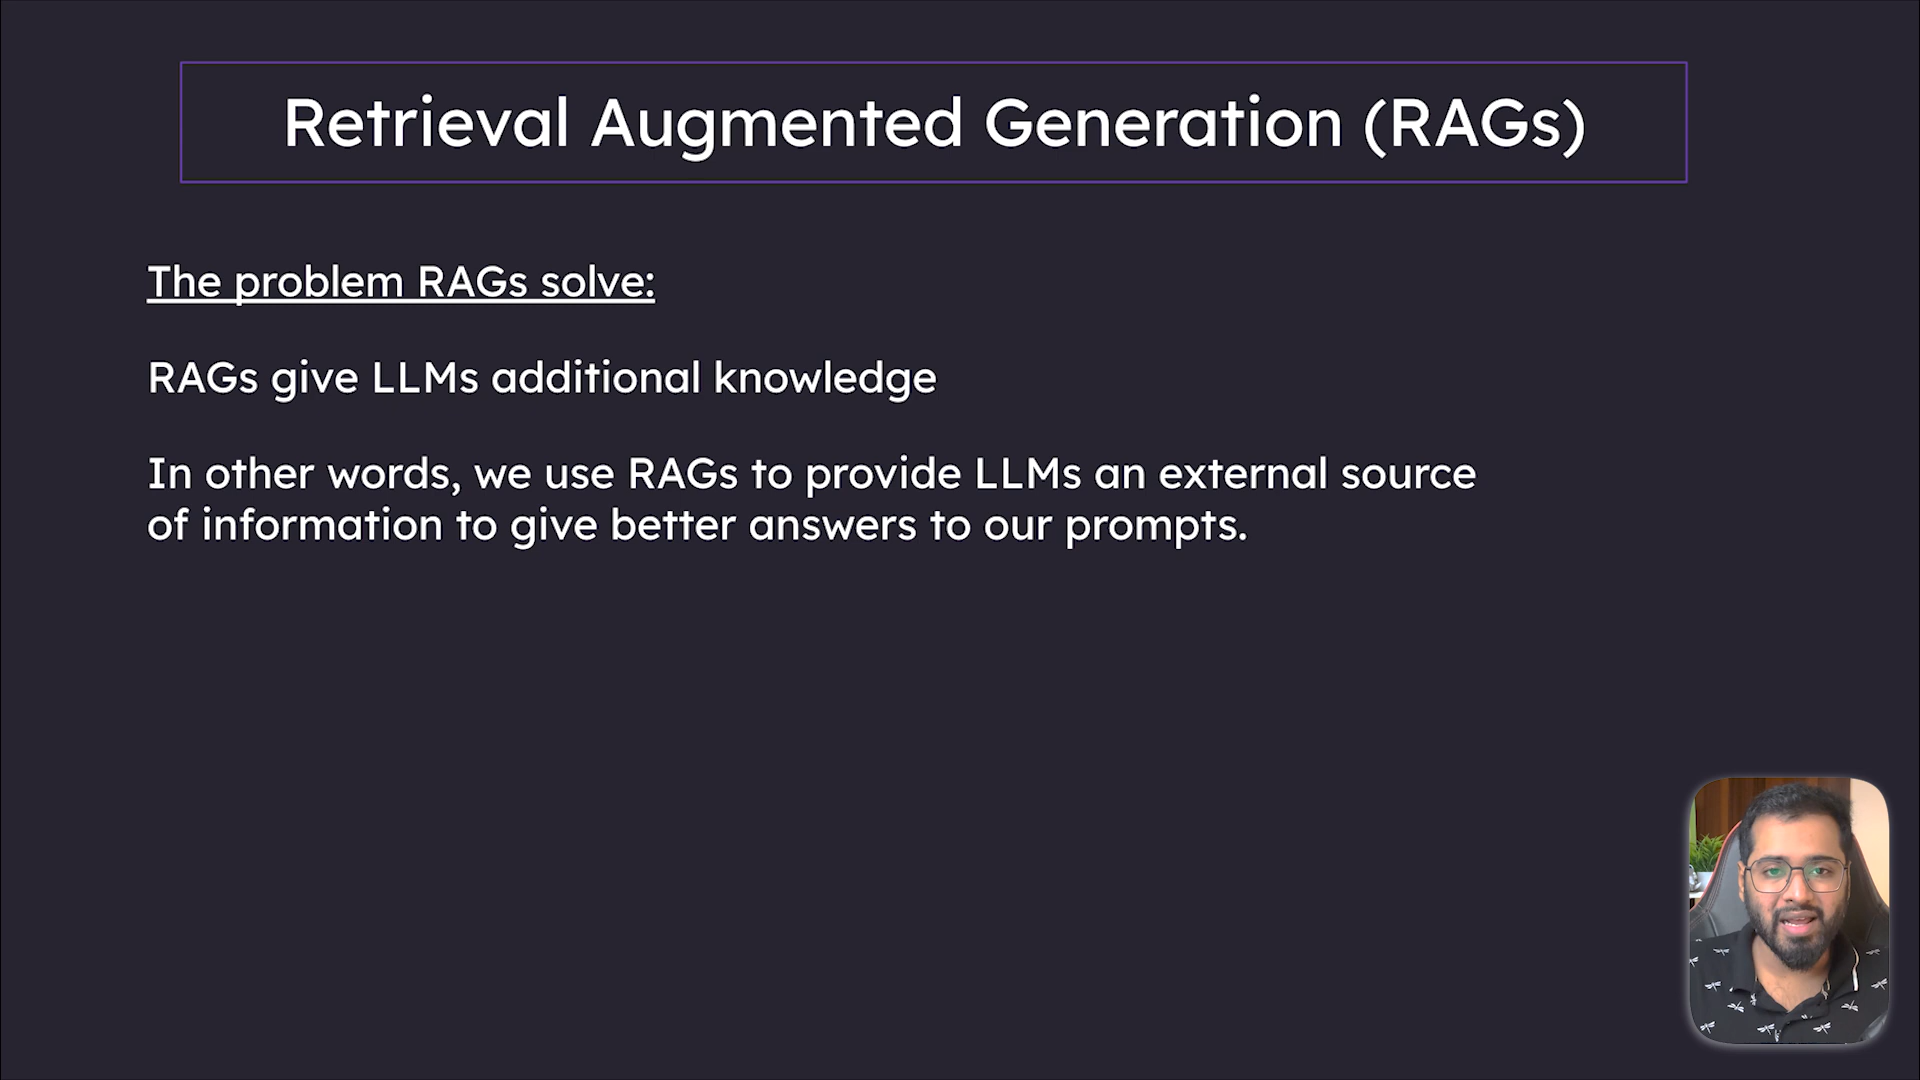 Retrieval Augmented Generation (RAGs)
The problem RAGs solve:
RAGs give LLMs additional knowledge
In other words, we use RAGs to provide LLMs an external source
of information to give better answers to our prompts.